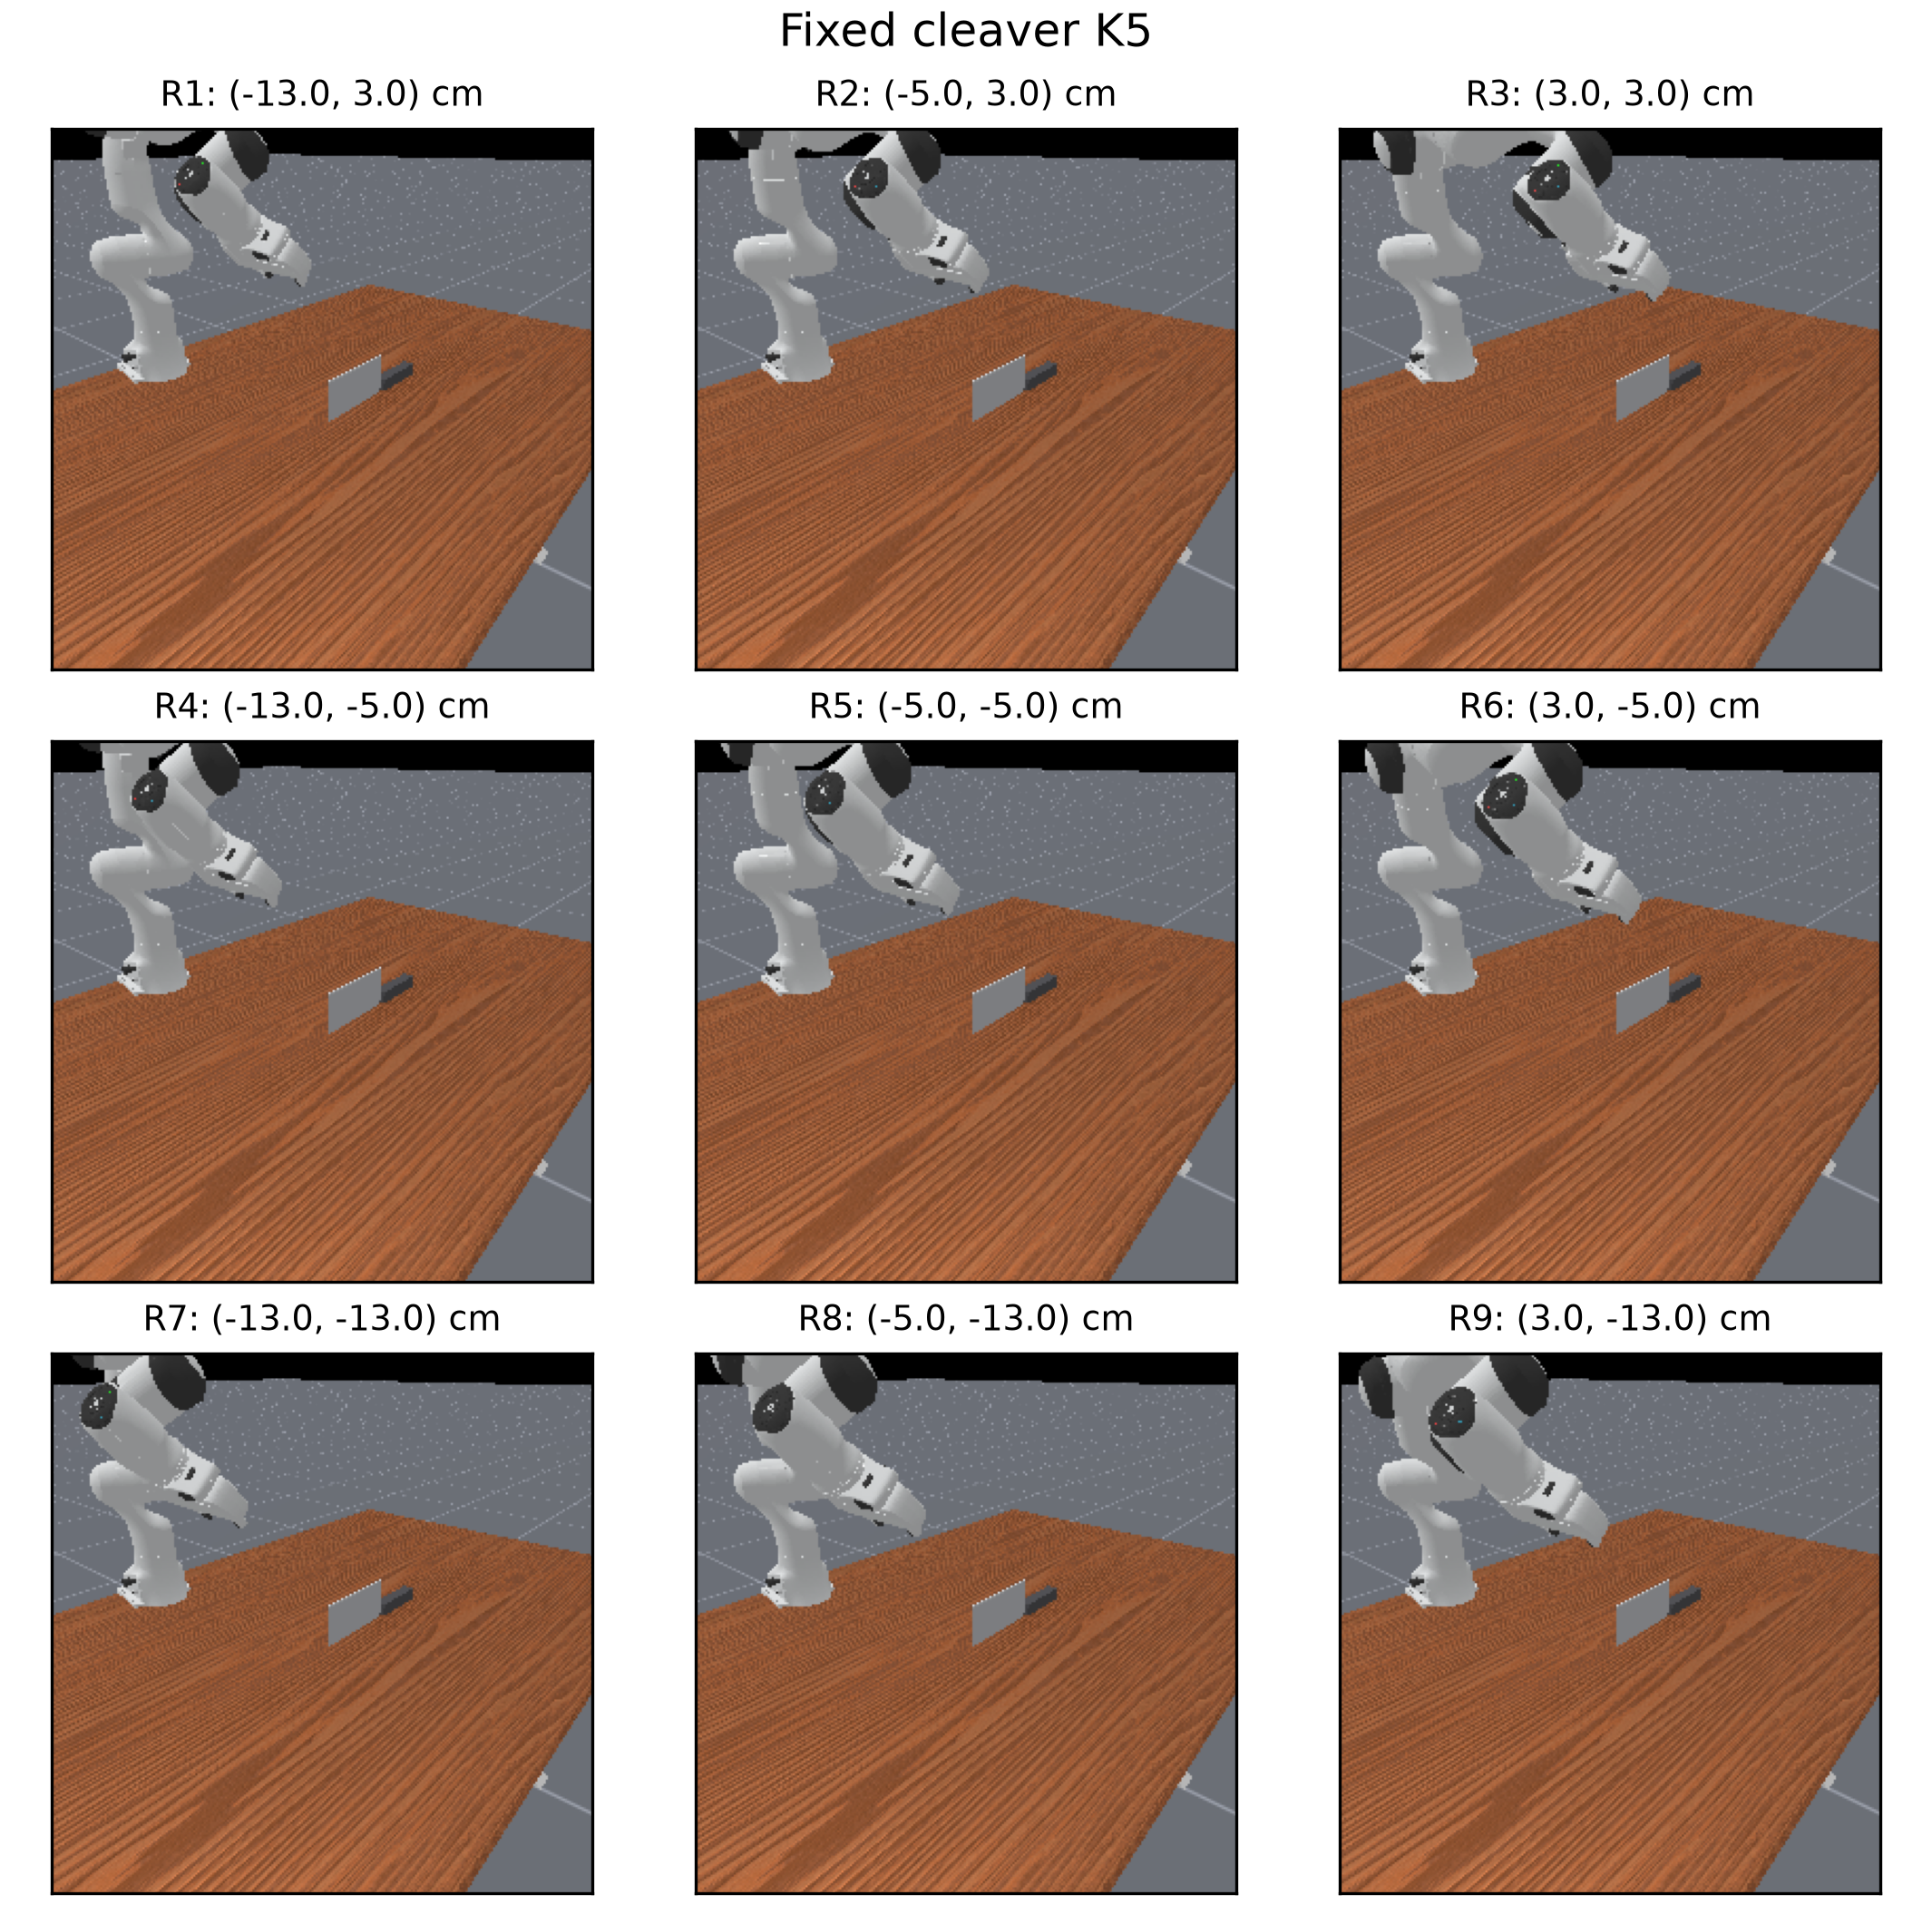 Fixed cleaver K5
R1: (-13.0, 3.0) cm
R2: (-5.0, 3.0) cm
R3: (3.0, 3.0) cm
R4: (-13.0, -5.0) cm
R5: (-5.0, -5.0) cm
R6: (3.0, -5.0) cm
R7: (-13.0, -13.0) cm
R8: (-5.0, -13.0) cm
R9: (3.0, -13.0) cm